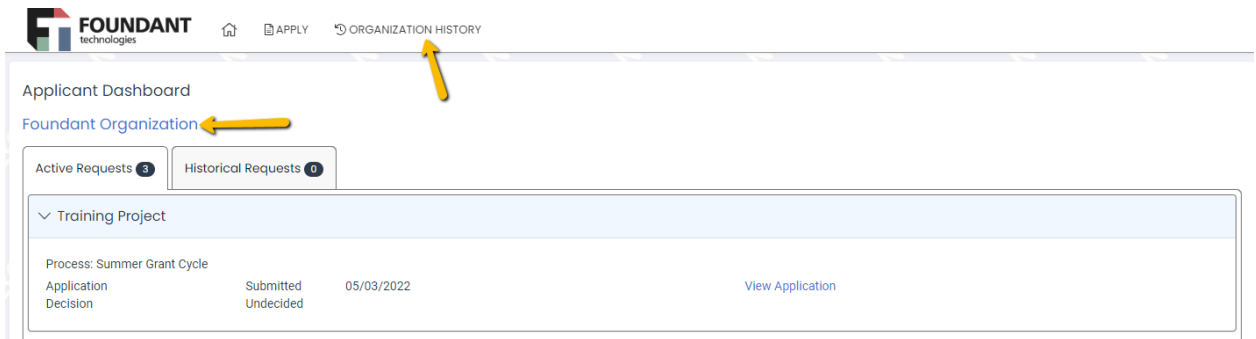 FOUNDANT
technologies
APPLY
ORGANIZATION HISTORY
Applicant Dashboard
Foundant Organization
Active Requests 3
Historical Requests 0
Training Project
Process: Summer Grant Cycle
Application Submitted 05/03/2022 View Application
Decision Undecided